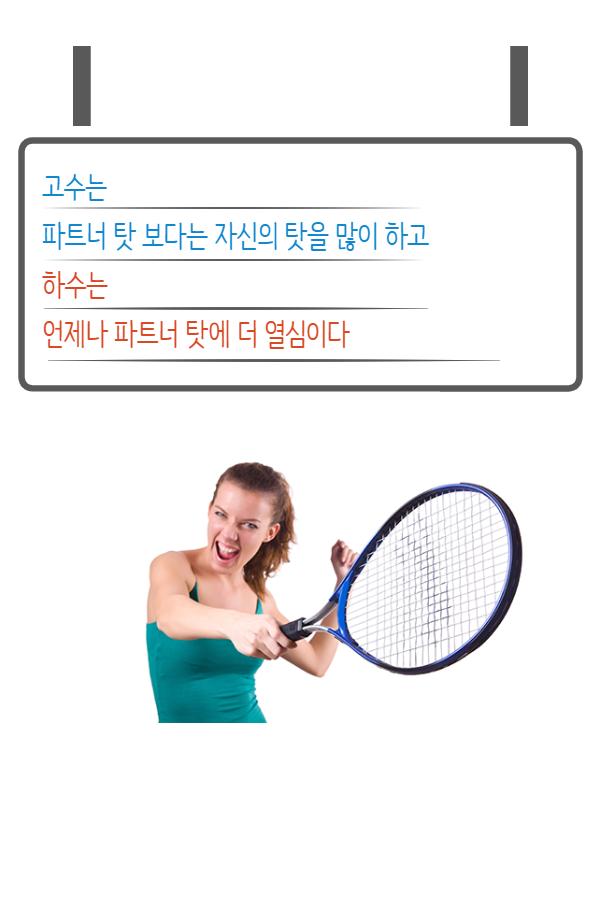 고수는
파트너 탓 보다는 자신의 탓을 많이 하고
하수는
언제나 파트너 탓에 더 열심이다